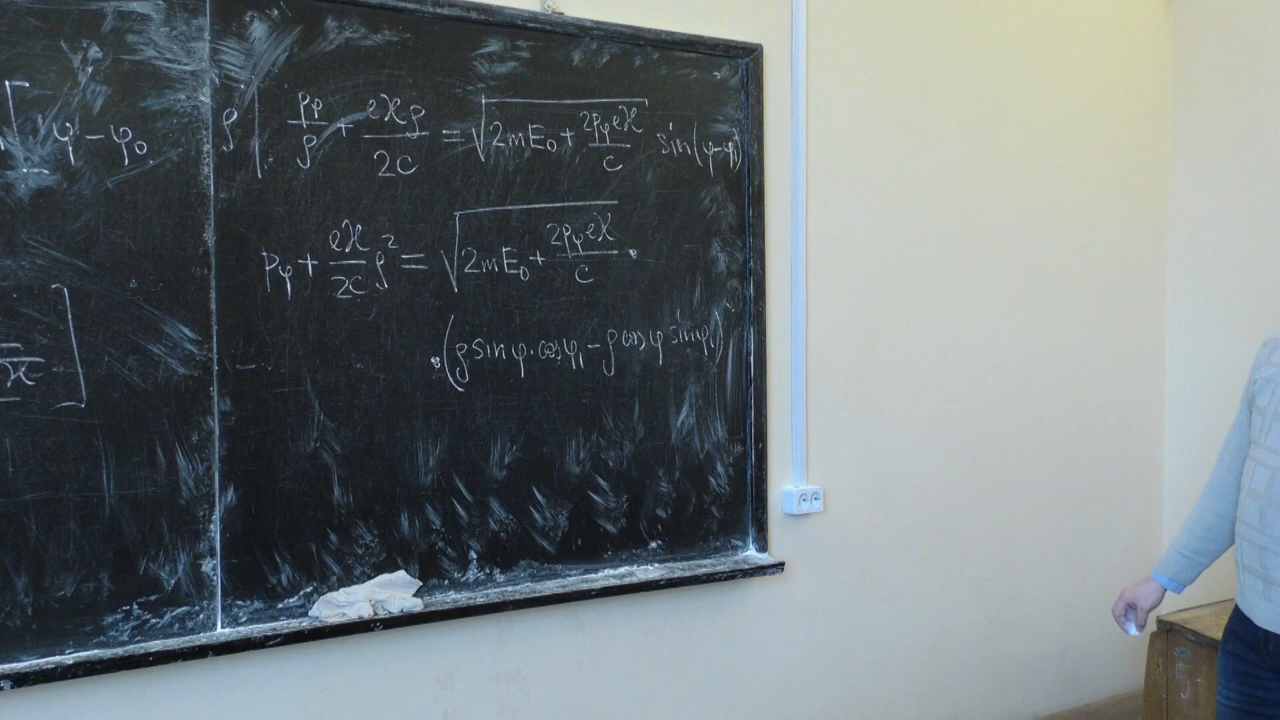 φ − φ₀
ρ | p_φ/ρ + eℋρ/2c = √(2mE₀ + 2p_φeℋ/c) sin(φ−φ₁)
p_φ + eℋ/2c ρ² = √(2mE₀ + 2p_φeℋ/c) ·
· (ρ sin φ · cos φ₁ − ρ cos φ sin φ₁)